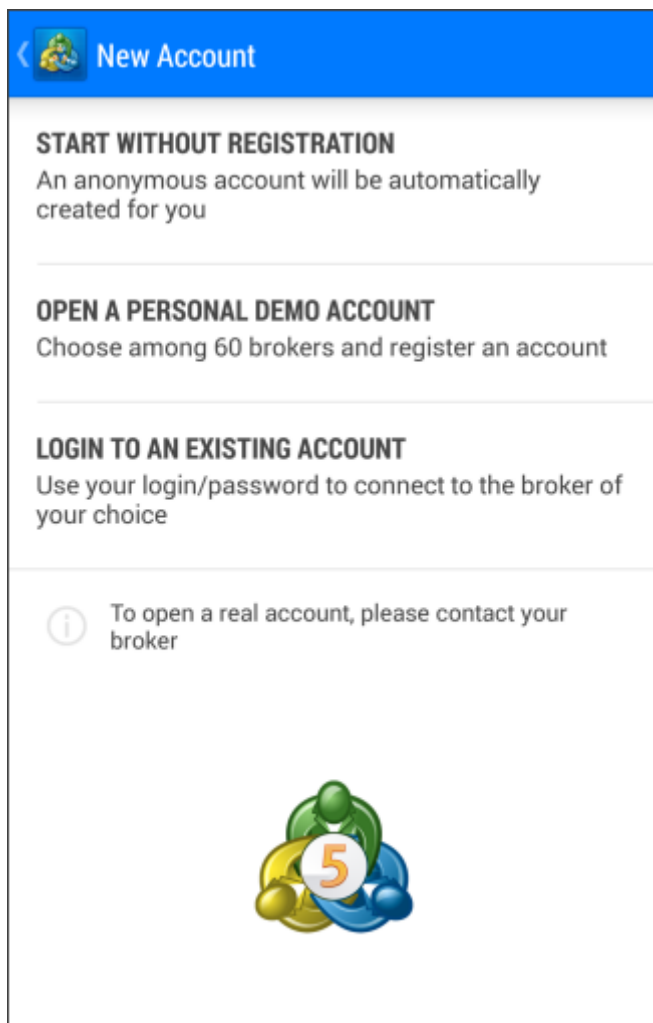 New Account
START WITHOUT REGISTRATION
An anonymous account will be automatically
created for you
OPEN A PERSONAL DEMO ACCOUNT
Choose among 60 brokers and register an account
LOGIN TO AN EXISTING ACCOUNT
Use your login/password to connect to the broker of
your choice
To open a real account, please contact your
broker
5